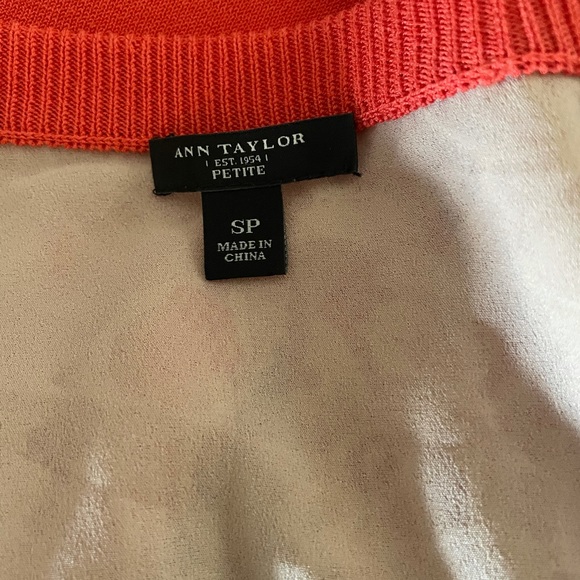 ANN TAYLOR
| EST. 1954 |
PETITE
SP
MADE IN
CHINA